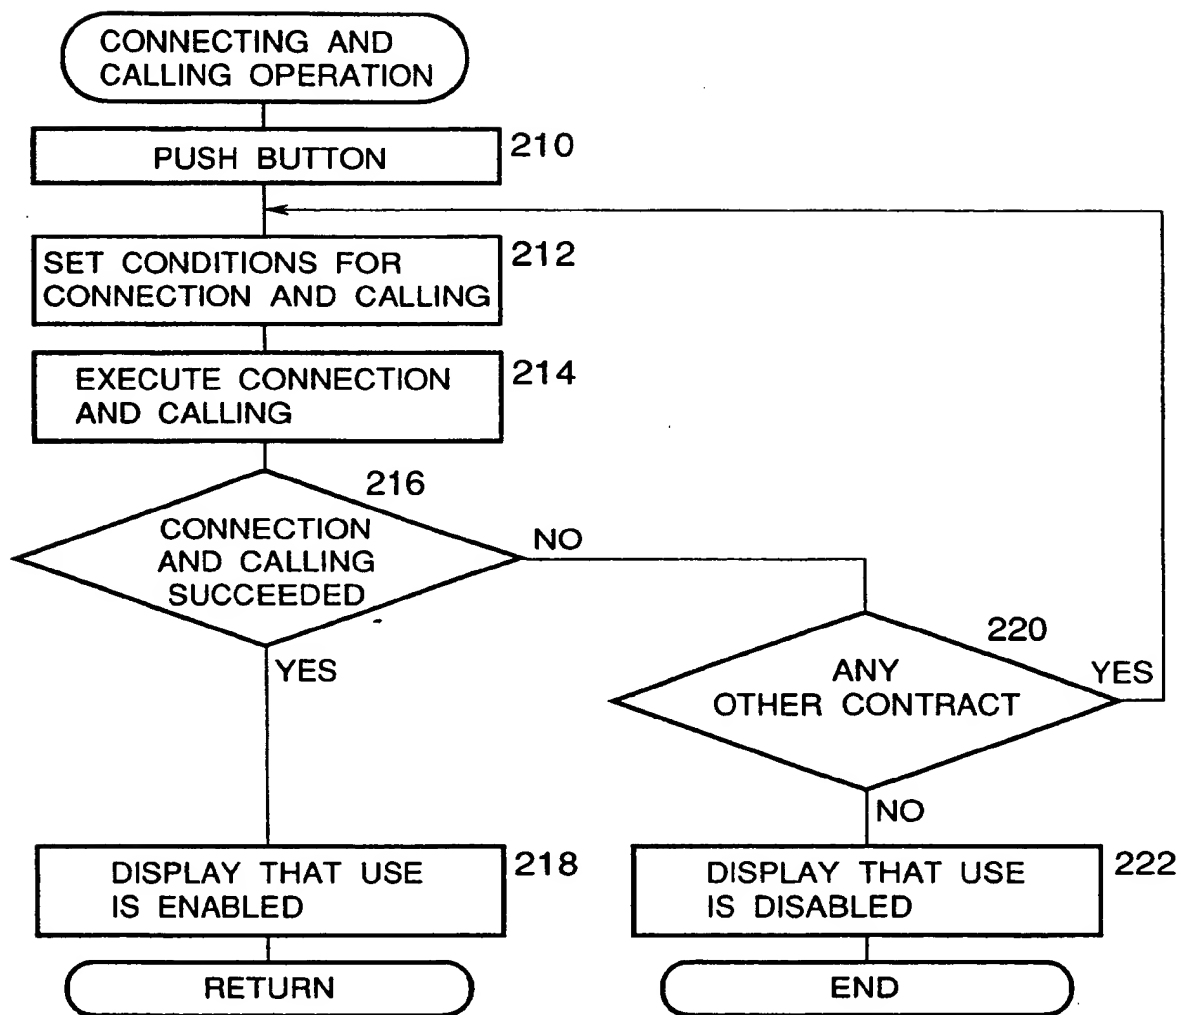 CONNECTING AND
CALLING OPERATION
PUSH BUTTON
210
SET CONDITIONS FOR
CONNECTION AND CALLING
212
EXECUTE CONNECTION
AND CALLING
214
216
CONNECTION
AND CALLING
SUCCEEDED
NO
YES
220
ANY
OTHER CONTRACT
YES
NO
DISPLAY THAT USE
IS ENABLED
218
DISPLAY THAT USE
IS DISABLED
222
RETURN
END